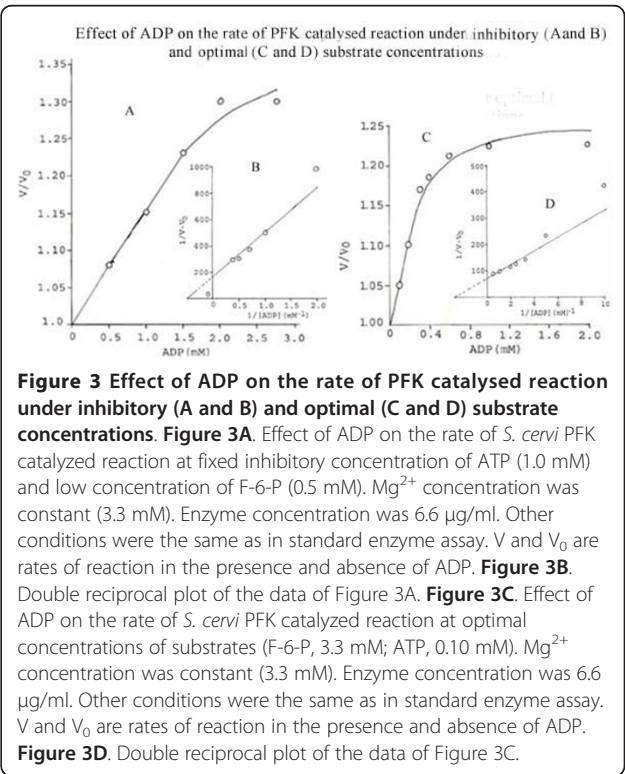 Effect of ADP on the rate of PFK catalysed reaction under inhibitory (Aand B)
and optimal (C and D) substrate concentrations
1.35
1.30
1.25
1.20
1.15
1.10
1.05
1.0
V/V₀
A
0 0.5 1.0 1.5 2.0 2.5 3.0
ADP (mM)
1000
800
600
400
200
1/V-V₀
B
0 0.5 1.0 1.5 2.0
1/[ADP] (mM⁻¹)
1.25
1.20
1.15
1.10
1.05
1.00
V/V₀
C
0 0.4 0.8 1.2 1.6 2.0
ADP (mM)
500
400
300
200
100
0
1/V-V₀
D
0 2 4 6 8 10
1/[ADP] (mM)⁻¹
Figure 3 Effect of ADP on the rate of PFK catalysed reaction
under inhibitory (A and B) and optimal (C and D) substrate
concentrations. Figure 3A. Effect of ADP on the rate of S. cervi PFK
catalyzed reaction at fixed inhibitory concentration of ATP (1.0 mM)
and low concentration of F-6-P (0.5 mM). Mg²⁺ concentration was
constant (3.3 mM). Enzyme concentration was 6.6 μg/ml. Other
conditions were the same as in standard enzyme assay. V and V₀ are
rates of reaction in the presence and absence of ADP. Figure 3B.
Double reciprocal plot of the data of Figure 3A. Figure 3C. Effect of
ADP on the rate of S. cervi PFK catalyzed reaction at optimal
concentrations of substrates (F-6-P, 3.3 mM; ATP, 0.10 mM). Mg²⁺
concentration was constant (3.3 mM). Enzyme concentration was 6.6
μg/ml. Other conditions were the same as in standard enzyme assay.
V and V₀ are rates of reaction in the presence and absence of ADP.
Figure 3D. Double reciprocal plot of the data of Figure 3C.